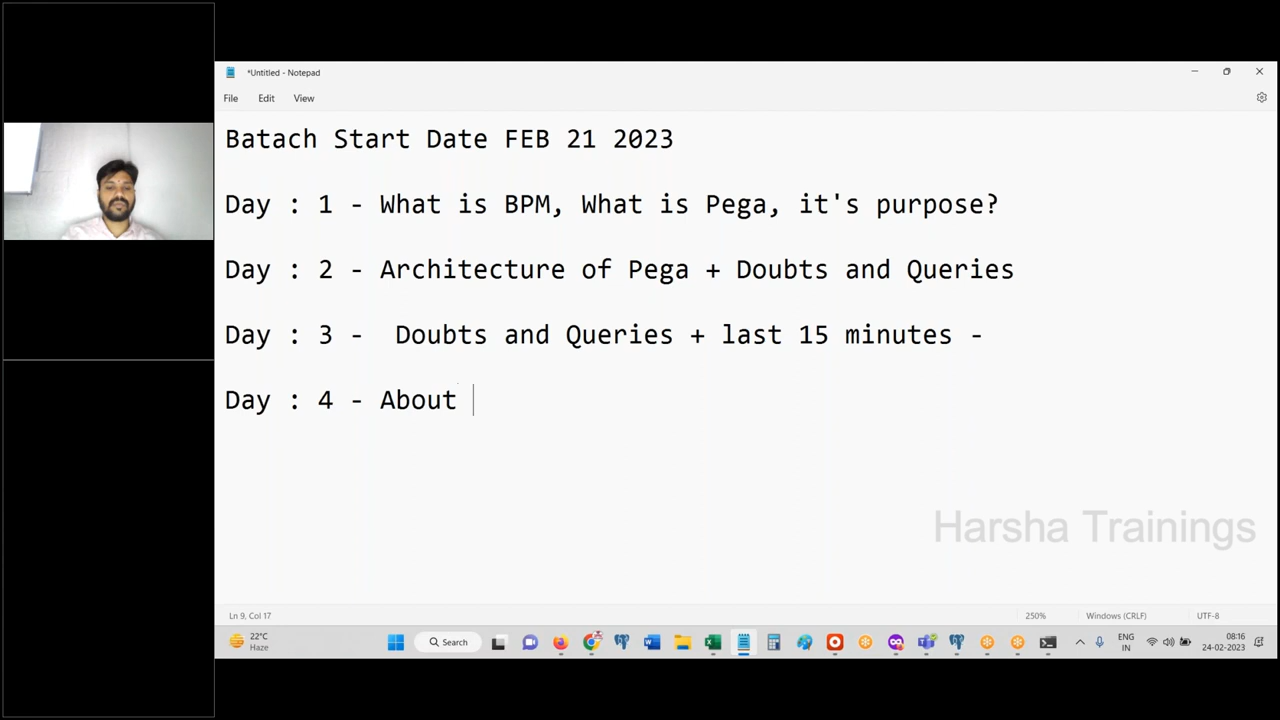 *Untitled - Notepad
File Edit View
Batach Start Date FEB 21 2023
Day : 1 - What is BPM, What is Pega, it's purpose?
Day : 2 - Architecture of Pega + Doubts and Queries
Day : 3 -  Doubts and Queries + last 15 minutes -
Day : 4 - About
Harsha Trainings
Ln 9, Col 17 250% Windows (CRLF) UTF-8
22°C
Haze
Search
ENG
IN
08:16
24-02-2023